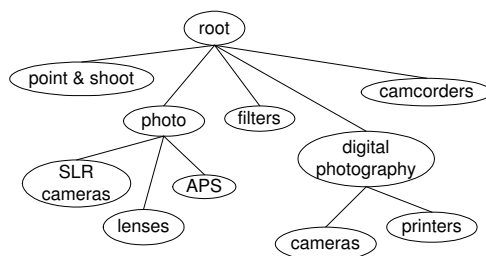 root
point & shoot
camcorders
photo
filters
digital
photography
SLR
cameras
APS
lenses
cameras
printers